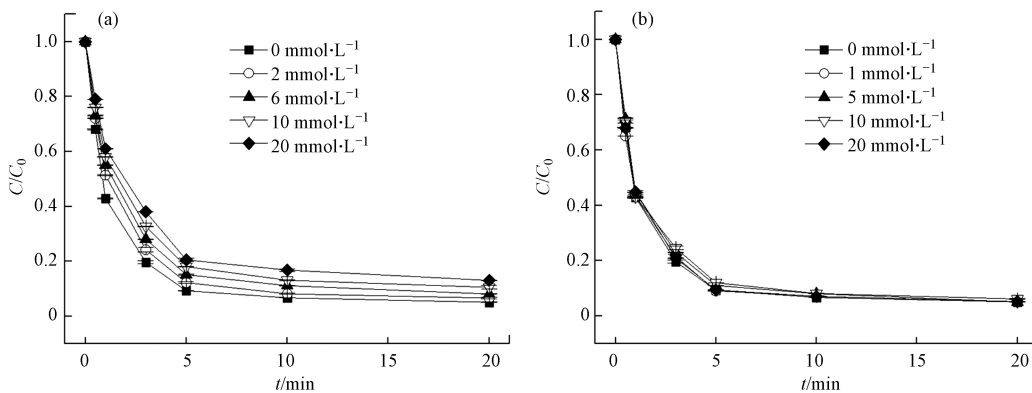 (a)
0 mmol·L⁻¹
2 mmol·L⁻¹
6 mmol·L⁻¹
10 mmol·L⁻¹
20 mmol·L⁻¹
1.0
0.8
0.6
0.4
0.2
0
C/C₀
0 5 10 15 20
t/min
(b)
0 mmol·L⁻¹
1 mmol·L⁻¹
5 mmol·L⁻¹
10 mmol·L⁻¹
20 mmol·L⁻¹
1.0
0.8
0.6
0.4
0.2
0
C/C₀
0 5 10 15 20
t/min